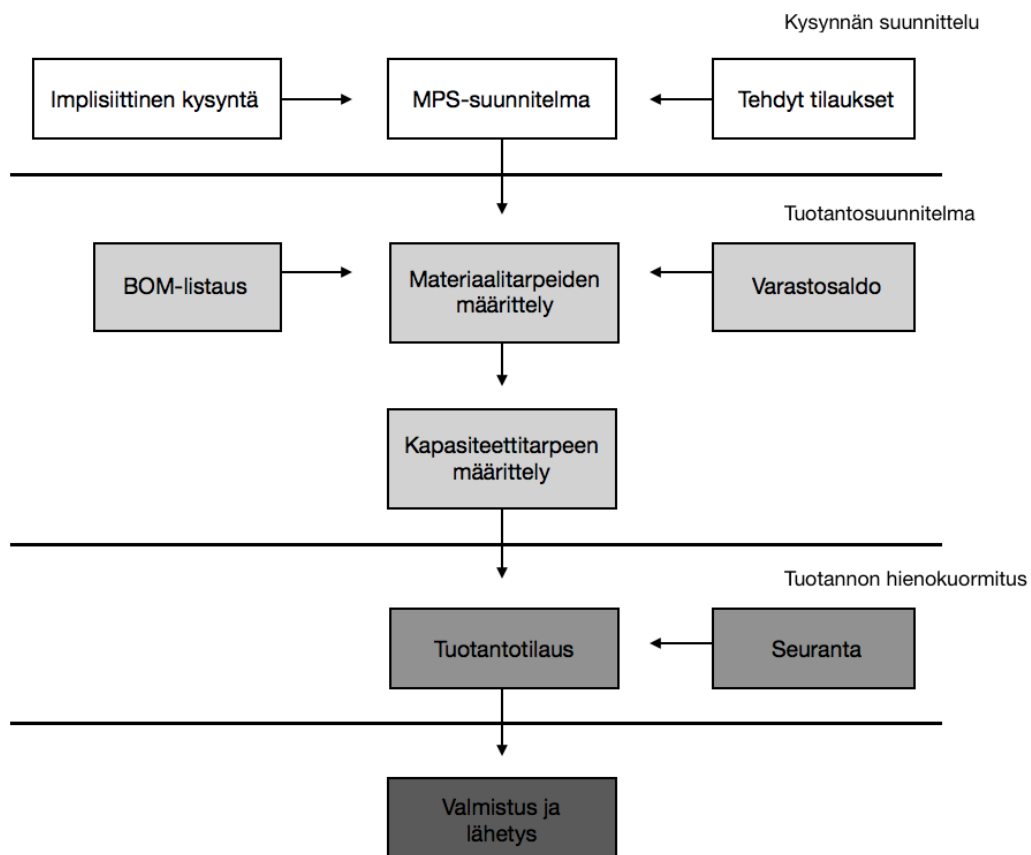 Kysynnän suunnittelu
Implisiittinen kysyntä
MPS-suunnitelma
Tehdyt tilaukset
Tuotantosuunnitelma
BOM-listaus
Materiaalitarpeiden
määrittely
Varastosaldo
Kapasiteettitarpeen
määrittely
Tuotannon hienokuormitus
Tuotantotilaus
Seuranta
Valmistus ja
lähetys